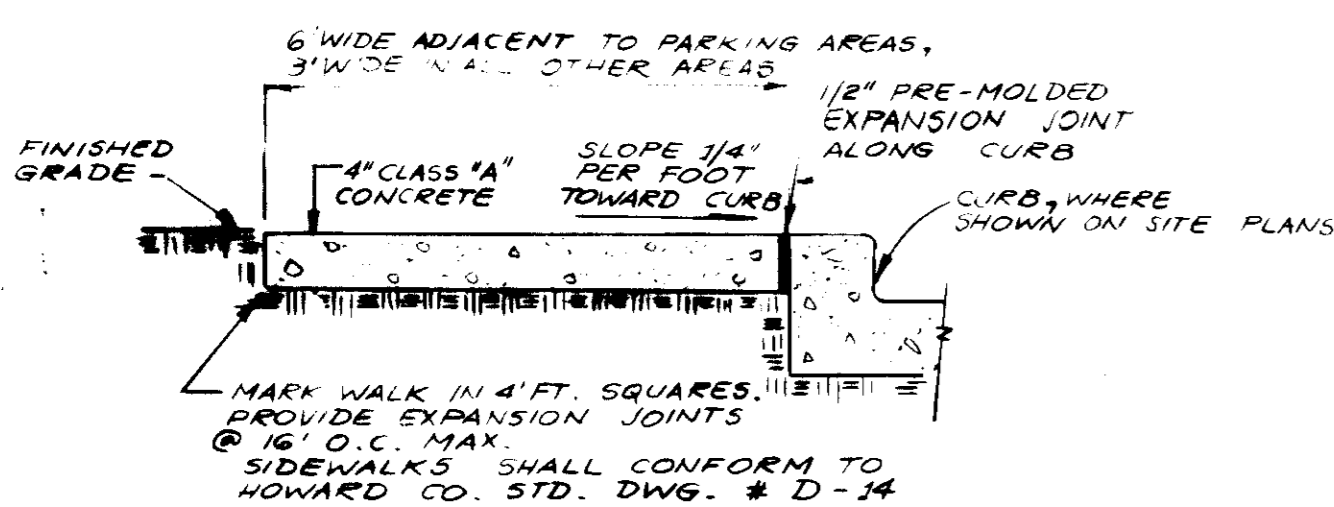 6' WIDE ADJACENT TO PARKING AREAS,
3' WIDE IN ALL OTHER AREAS
1/2" PRE-MOLDED
EXPANSION JOINT
ALONG CURB
FINISHED
GRADE
4" CLASS "A"
CONCRETE
SLOPE 1/4"
PER FOOT
TOWARD CURB
CURB, WHERE
SHOWN ON SITE PLANS
MARK WALK IN 4' FT. SQUARES.
PROVIDE EXPANSION JOINTS
@ 16' O.C. MAX.
SIDEWALKS SHALL CONFORM TO
HOWARD CO. STD. DWG. # D-14